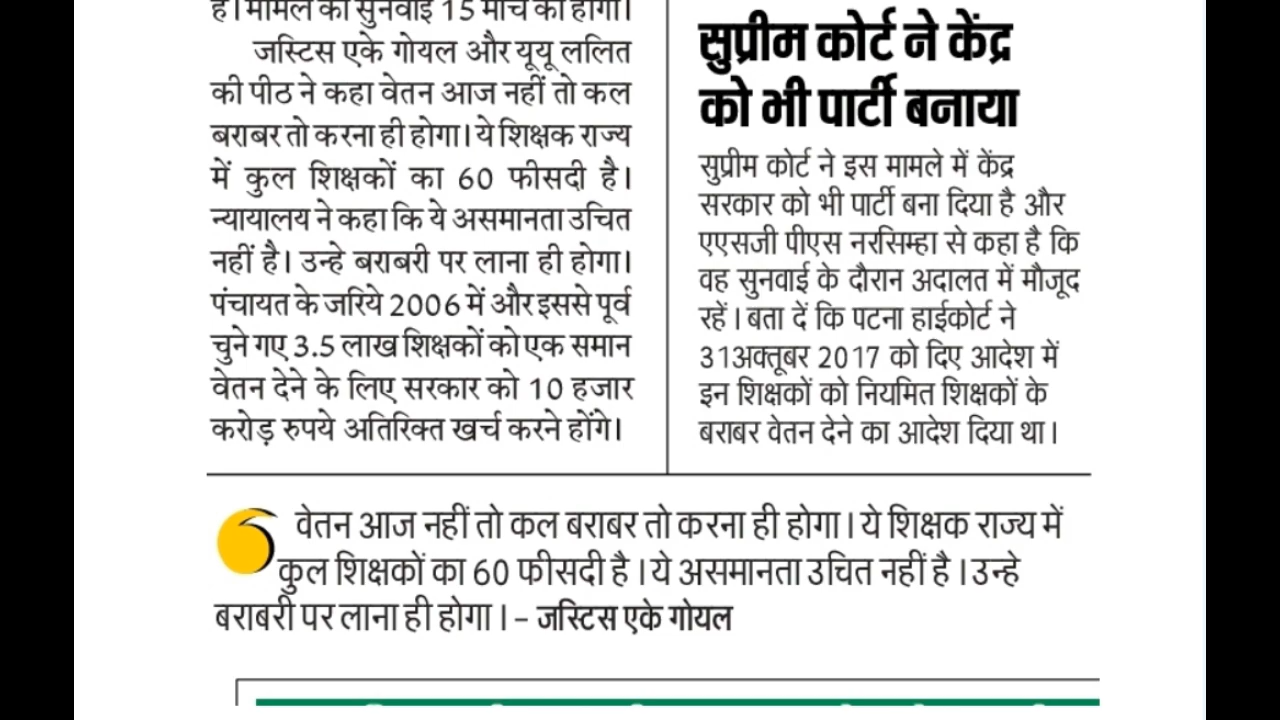 है। मामले की सुनवाई 15 मार्च को होगी।
जस्टिस एके गोयल और यूयू ललित
की पीठ ने कहा वेतन आज नहीं तो कल
बराबर तो करना ही होगा। ये शिक्षक राज्य
में कुल शिक्षकों का 60 फीसदी है।
न्यायालय ने कहा कि ये असमानता उचित
नहीं है। उन्हे बराबरी पर लाना ही होगा।
पंचायत के जरिये 2006 में और इससे पूर्व
चुने गए 3.5 लाख शिक्षकों को एक समान
वेतन देने के लिए सरकार को 10 हजार
करोड़ रुपये अतिरिक्त खर्च करने होंगे।
सुप्रीम कोर्ट ने केंद्र
को भी पार्टी बनाया
सुप्रीम कोर्ट ने इस मामले में केंद्र
सरकार को भी पार्टी बना दिया है और
एएसजी पीएस नरसिम्हा से कहा है कि
वह सुनवाई के दौरान अदालत में मौजूद
रहें। बता दें कि पटना हाईकोर्ट ने
31अक्तूबर 2017 को दिए आदेश में
इन शिक्षकों को नियमित शिक्षकों के
बराबर वेतन देने का आदेश दिया था।
वेतन आज नहीं तो कल बराबर तो करना ही होगा। ये शिक्षक राज्य में
कुल शिक्षकों का 60 फीसदी है। ये असमानता उचित नहीं है। उन्हे
बराबरी पर लाना ही होगा। - जस्टिस एके गोयल